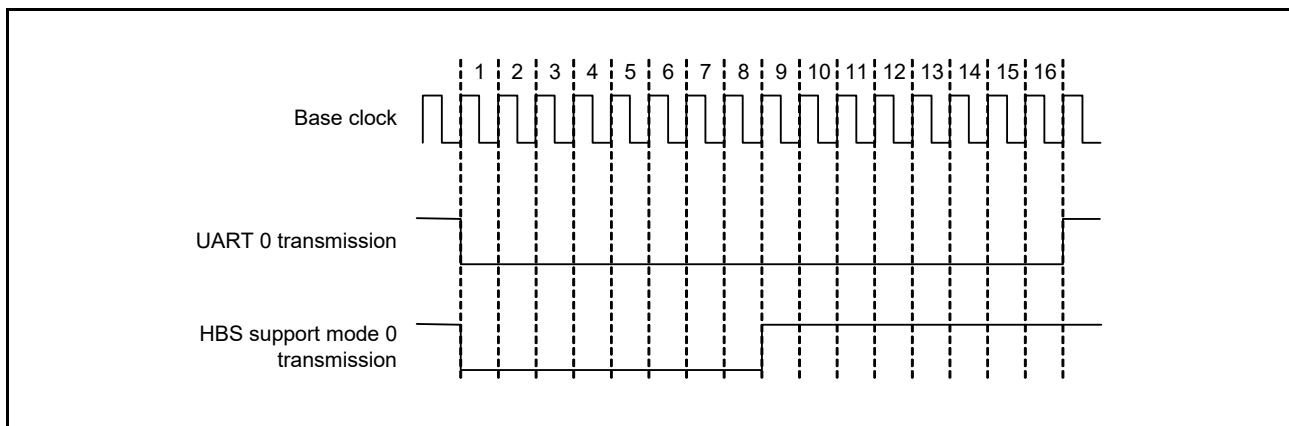 1 2 3 4 5 6 7 8 9 10 11 12 13 14 15 16
Base clock
UART 0 transmission
HBS support mode 0
transmission